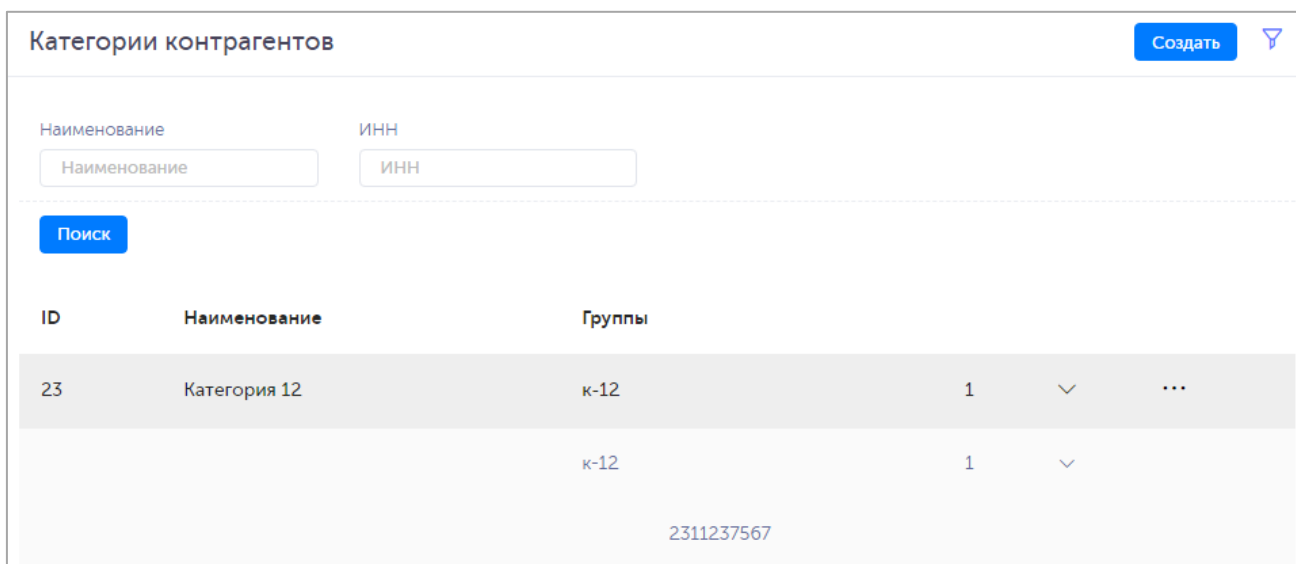 Категории контрагентов Создать
Наименование ИНН
Наименование ИНН
Поиск
ID Наименование Группы
23 Категория 12 к-12 1 ...
к-12 1
2311237567